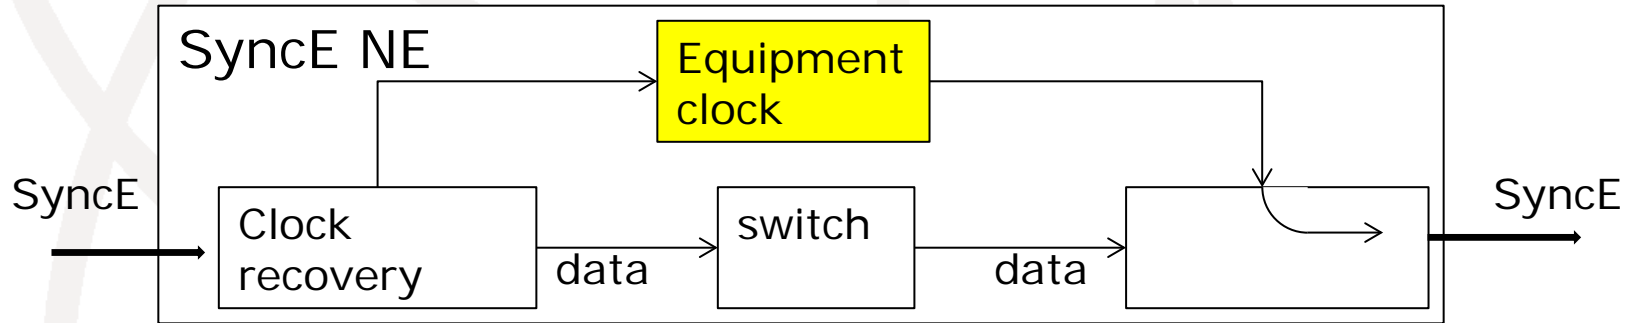 SyncE NE
Equipment
clock
SyncE
Clock
recovery
data
switch
data
SyncE